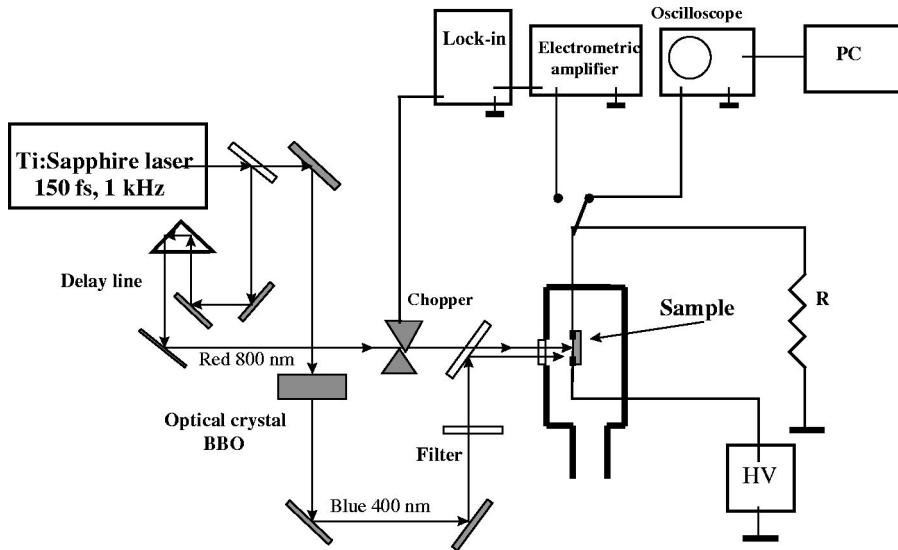 Oscilloscope
Lock-in
Electrometric
amplifier
PC
Ti:Sapphire laser
150 fs, 1 kHz
Delay line
Chopper
Sample
R
Red 800 nm
Optical crystal
BBO
Filter
HV
Blue 400 nm